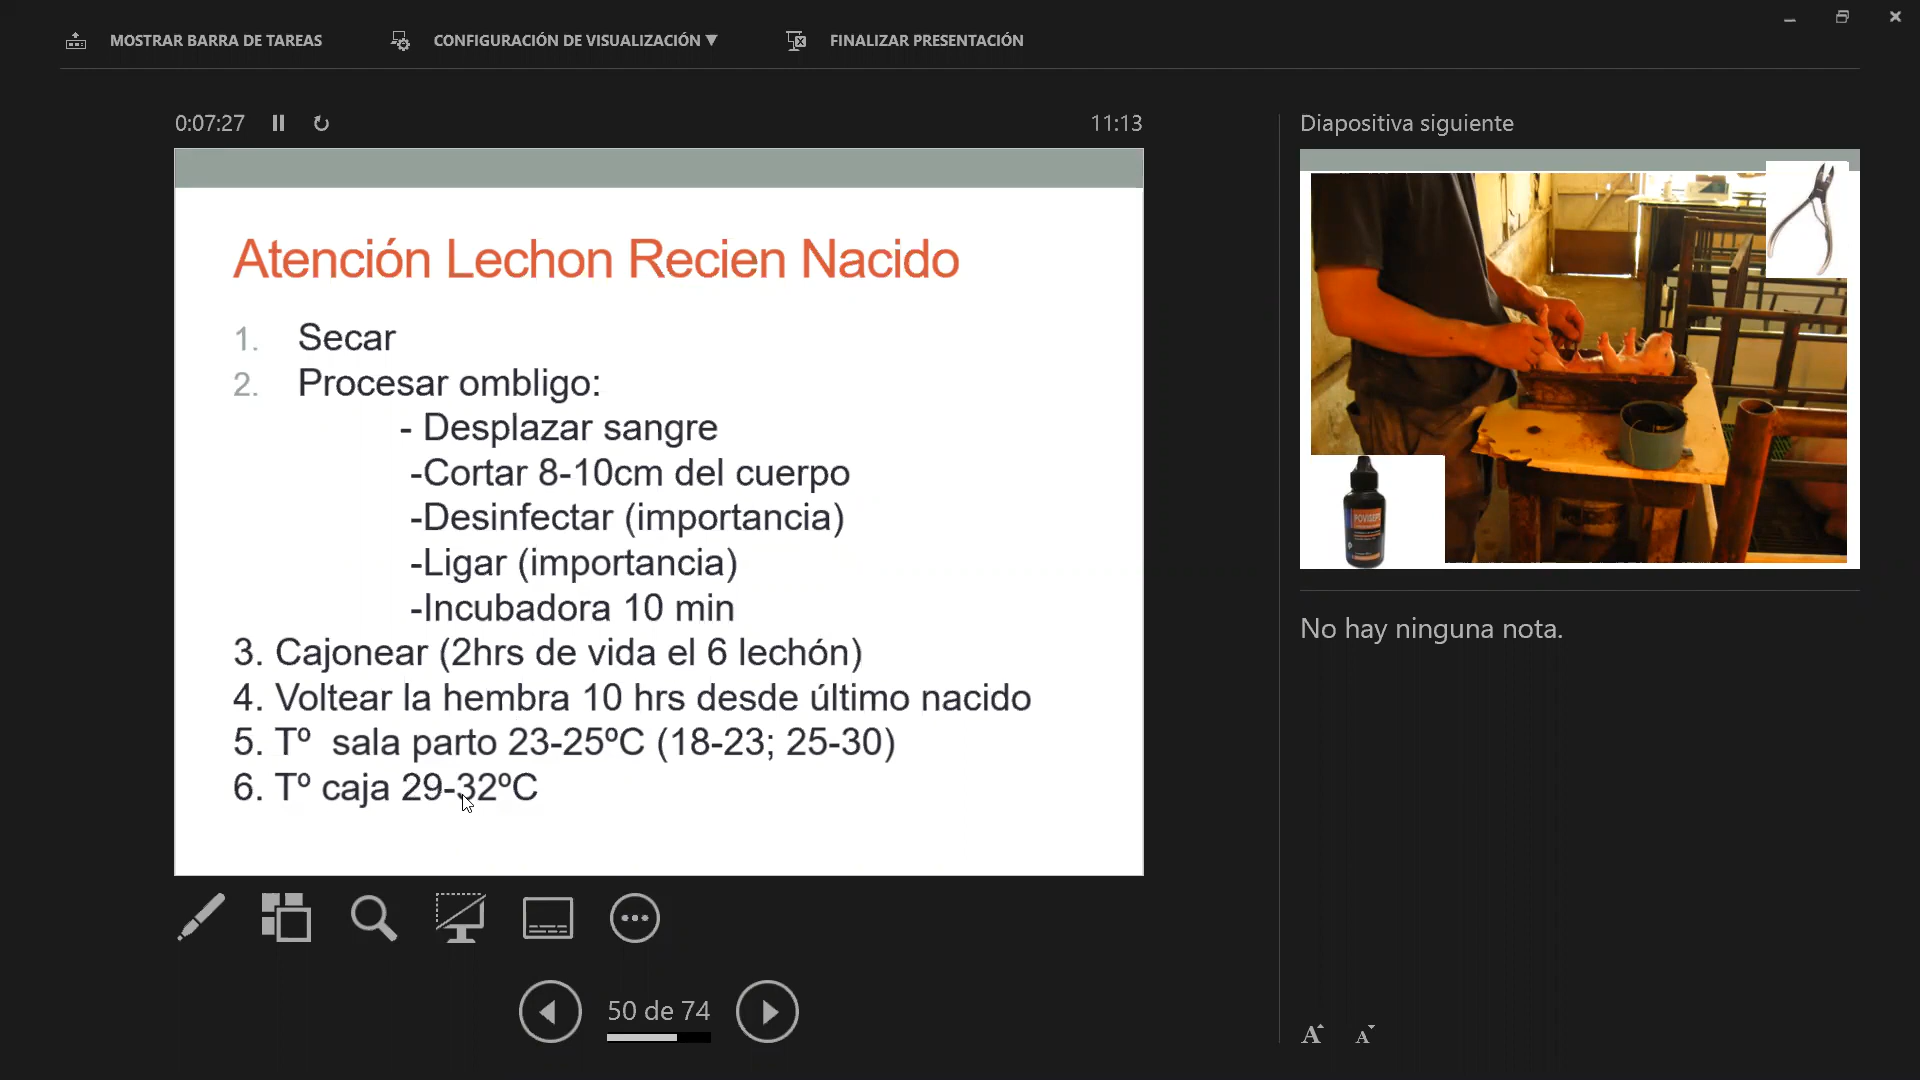 MOSTRAR BARRA DE TAREAS
CONFIGURACIÓN DE VISUALIZACIÓN ▼
FINALIZAR PRESENTACIÓN
0:07:27
11:13
Atención Lechon Recien Nacido
1. Secar
2. Procesar ombligo:
- Desplazar sangre
-Cortar 8-10cm del cuerpo
-Desinfectar (importancia)
-Ligar (importancia)
-Incubadora 10 min
3. Cajonear (2hrs de vida el 6 lechón)
4. Voltear la hembra 10 hrs desde último nacido
5. Tº sala parto 23-25ºC (18-23; 25-30)
6. Tº caja 29-32ºC
50 de 74
Diapositiva siguiente
POVISEPT
No hay ninguna nota.
A A